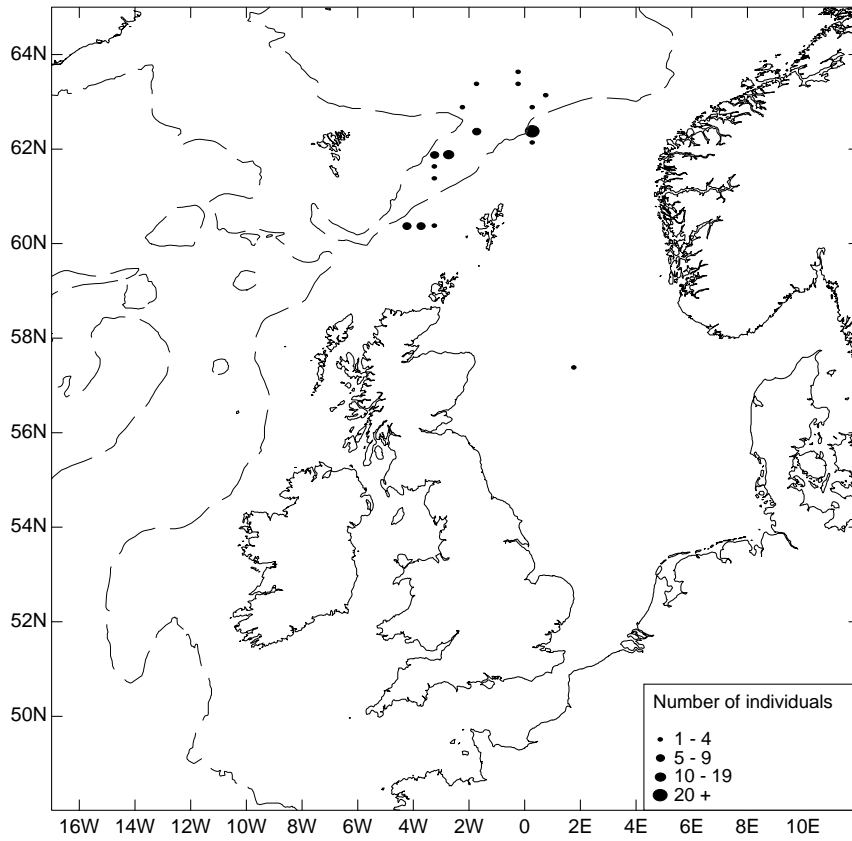 64N
62N
60N
58N
56N
54N
52N
50N
Number of individuals
1 - 4
5 - 9
10 - 19
20 +
16W 14W 12W 10W 8W 6W 4W 2W 0 2E 4E 6E 8E 10E